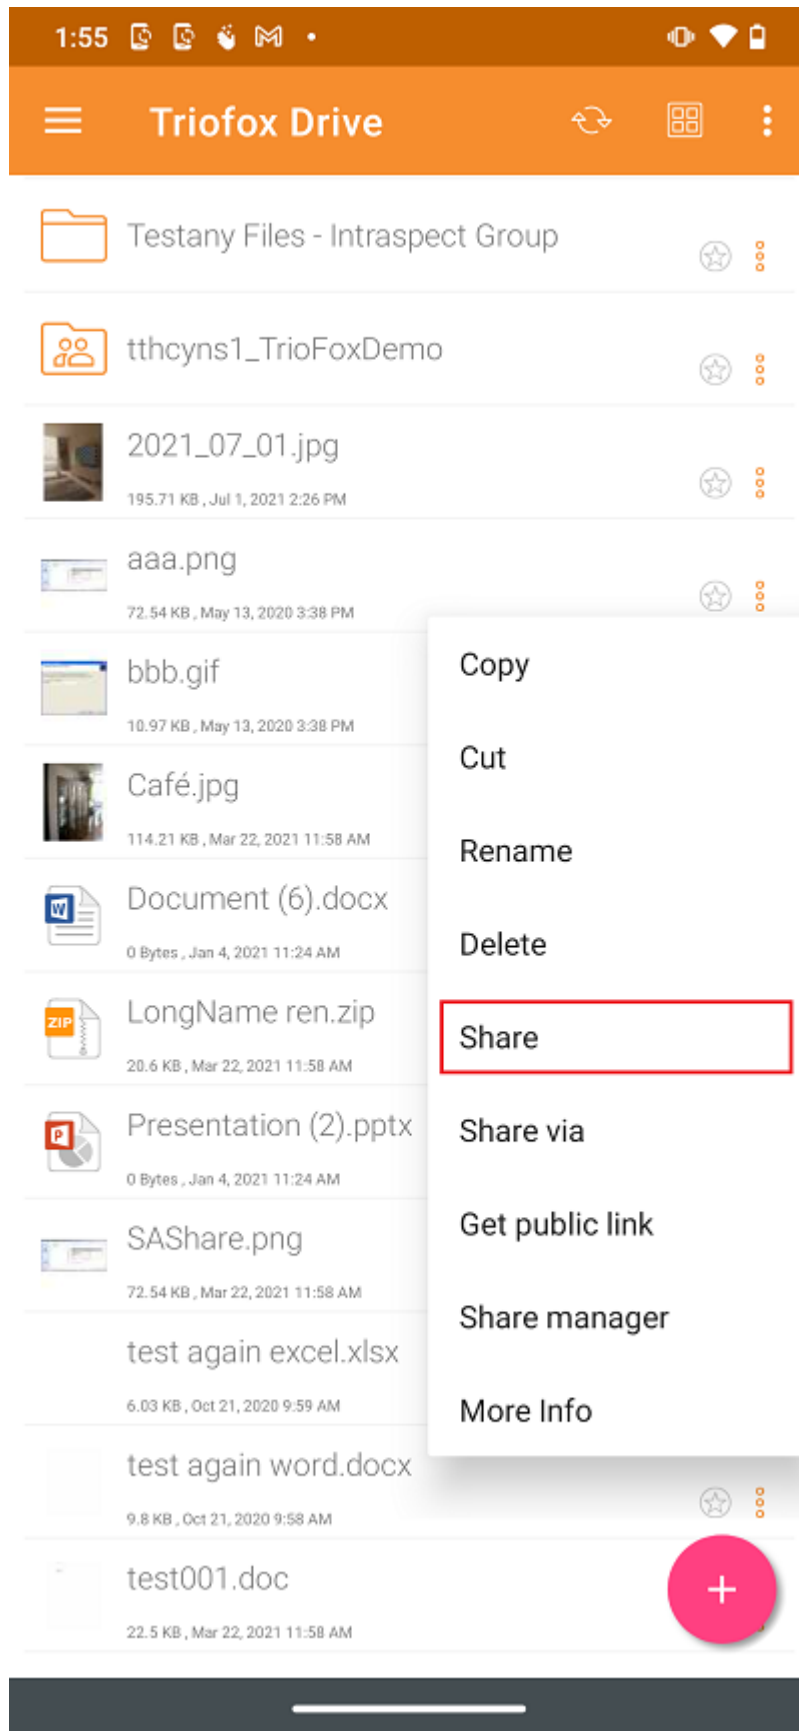 1:55
Triofox Drive
Testany Files - Intraspect Group
tthcyns1_TrioFoxDemo
2021_07_01.jpg
195.71 KB , Jul 1, 2021 2:26 PM
aaa.png
72.54 KB , May 13, 2020 3:38 PM
bbb.gif
10.97 KB , May 13, 2020 3:38 PM
Café.jpg
114.21 KB , Mar 22, 2021 11:58 AM
Document (6).docx
0 Bytes , Jan 4, 2021 11:24 AM
ZIP
LongName ren.zip
20.6 KB , Mar 22, 2021 11:58 AM
Presentation (2).pptx
0 Bytes , Jan 4, 2021 11:24 AM
SAShare.png
72.54 KB , Mar 22, 2021 11:58 AM
test again excel.xlsx
6.03 KB , Oct 21, 2020 9:59 AM
test again word.docx
9.8 KB , Oct 21, 2020 9:58 AM
test001.doc
22.5 KB , Mar 22, 2021 11:58 AM
Copy
Cut
Rename
Delete
Share
Share via
Get public link
Share manager
More Info